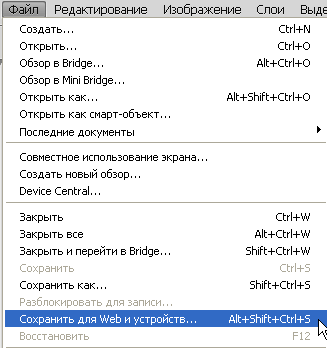 Файл Редактирование Изображение Слои Выде
Создать... Ctrl+N
Открыть... Ctrl+O
Обзор в Bridge... Alt+Ctrl+O
Обзор в Mini Bridge...
Открыть как... Alt+Shift+Ctrl+O
Открыть как смарт-объект...
Последние документы
Совместное использование экрана...
Создать новый обзор...
Device Central...
Закрыть Ctrl+W
Закрыть все Alt+Ctrl+W
Закрыть и перейти в Bridge... Shift+Ctrl+W
Сохранить Ctrl+S
Сохранить как... Shift+Ctrl+S
Разблокировать для записи...
Сохранить для Web и устройств... Alt+Shift+Ctrl+S
Восстановить F12